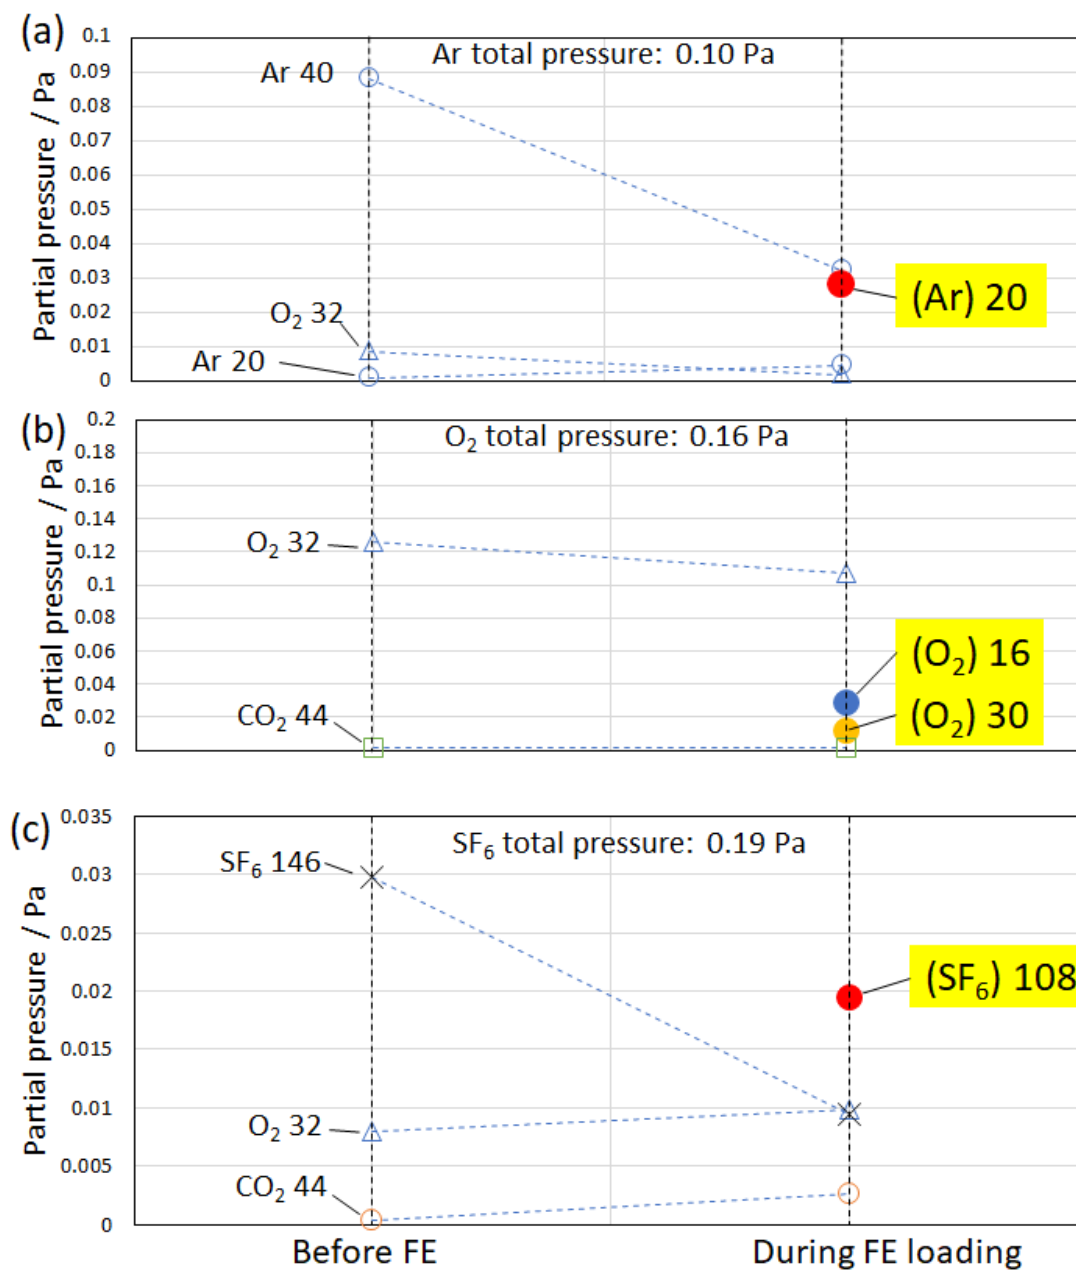 (a)
Ar total pressure: 0.10 Pa
Partial pressure / Pa
0.1
0.09
0.08
0.07
0.06
0.05
0.04
0.03
0.02
0.01
0
Ar 40
O₂ 32
Ar 20
(Ar) 20
(b)
O₂ total pressure: 0.16 Pa
Partial pressure / Pa
0.2
0.18
0.16
0.14
0.12
0.1
0.08
0.06
0.04
0.02
0
O₂ 32
CO₂ 44
(O₂) 16
(O₂) 30
(c)
SF₆ total pressure: 0.19 Pa
Partial pressure / Pa
0.035
0.03
0.025
0.02
0.015
0.01
0.005
0
SF₆ 146
O₂ 32
CO₂ 44
(SF₆) 108
Before FE
During FE loading